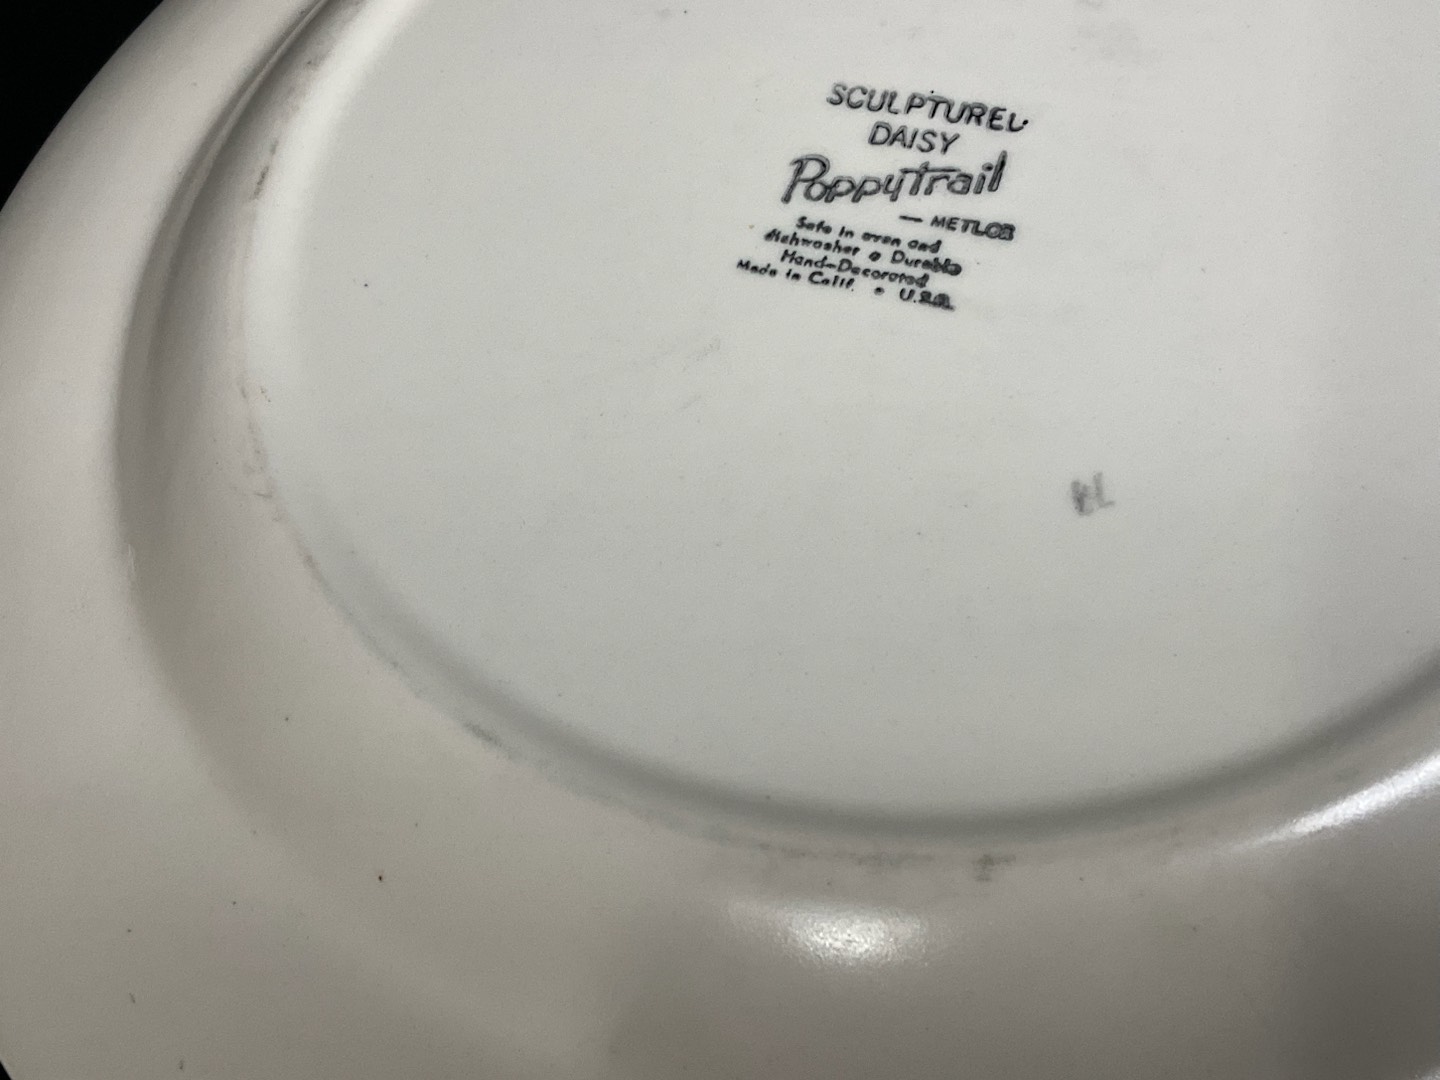 SCULPTURED
DAISY
Poppytrail
— METLOX
Safe in oven and
dishwasher • Durable
Hand-Decorated
Made in Calif. • U.S.A.